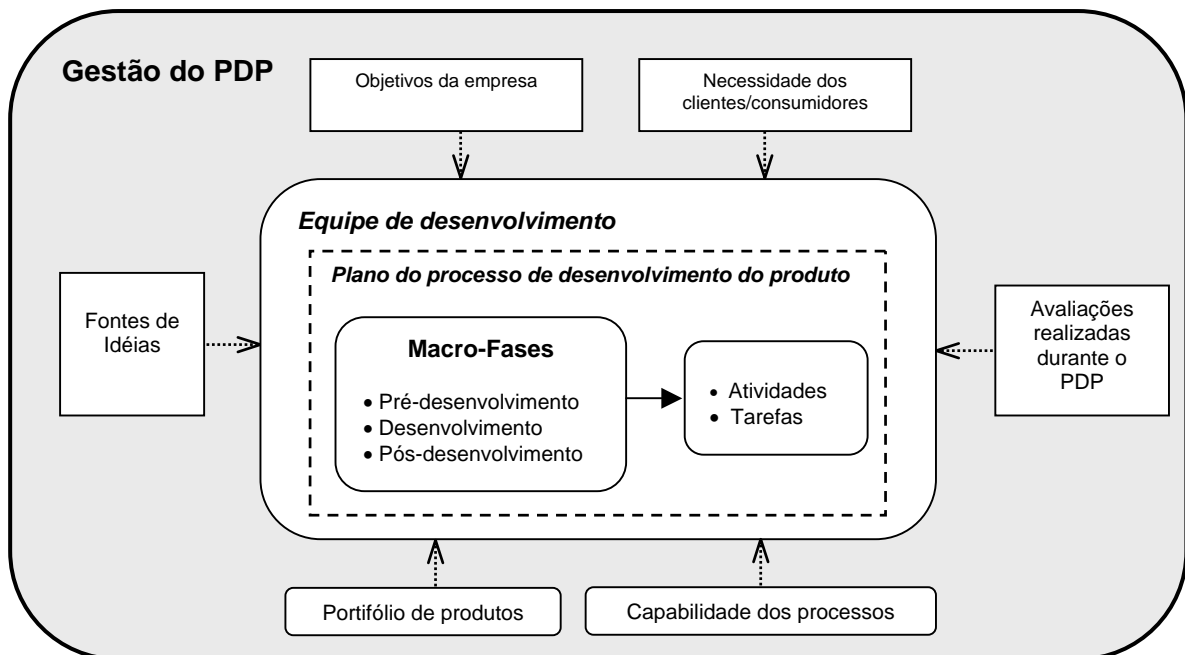 Gestão do PDP
Objetivos da empresa
Necessidade dos
clientes/consumidores
Equipe de desenvolvimento
Plano do processo de desenvolvimento do produto
Fontes de
Idéias
Macro-Fases
• Pré-desenvolvimento
• Desenvolvimento
• Pós-desenvolvimento
• Atividades
• Tarefas
Avaliações
realizadas
durante o
PDP
Portifólio de produtos
Capabilidade dos processos